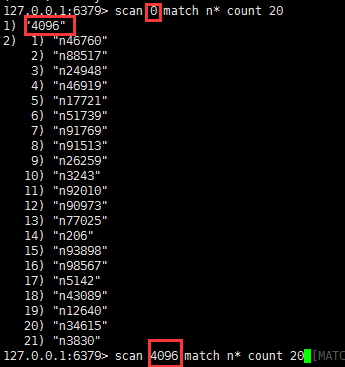 127.0.0.1:6379> scan 0 match n* count 20
1) "4096"
2) 1) "n46760"
2) "n88517"
3) "n24948"
4) "n46919"
5) "n17721"
6) "n51739"
7) "n91769"
8) "n91513"
9) "n26259"
10) "n3243"
11) "n92010"
12) "n90973"
13) "n77025"
14) "n206"
15) "n93898"
16) "n98567"
17) "n5142"
18) "n43089"
19) "n12640"
20) "n34615"
21) "n3830"
127.0.0.1:6379> scan 4096 match n* count 20 [MATC